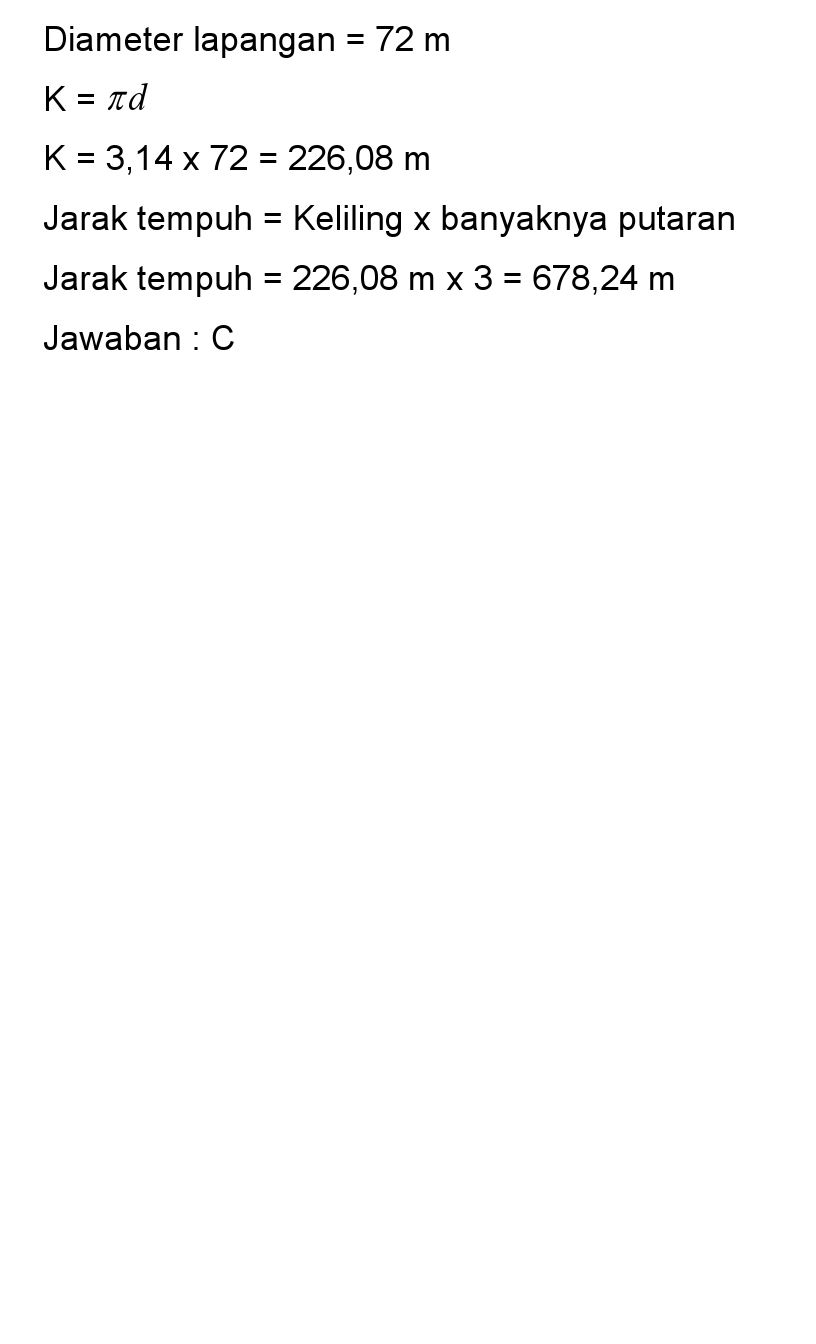 Diameter lapangan = 72 m
K = πd
K = 3,14 x 72 = 226,08 m
Jarak tempuh = Keliling x banyaknya putaran
Jarak tempuh = 226,08 m x 3 = 678,24 m
Jawaban : C